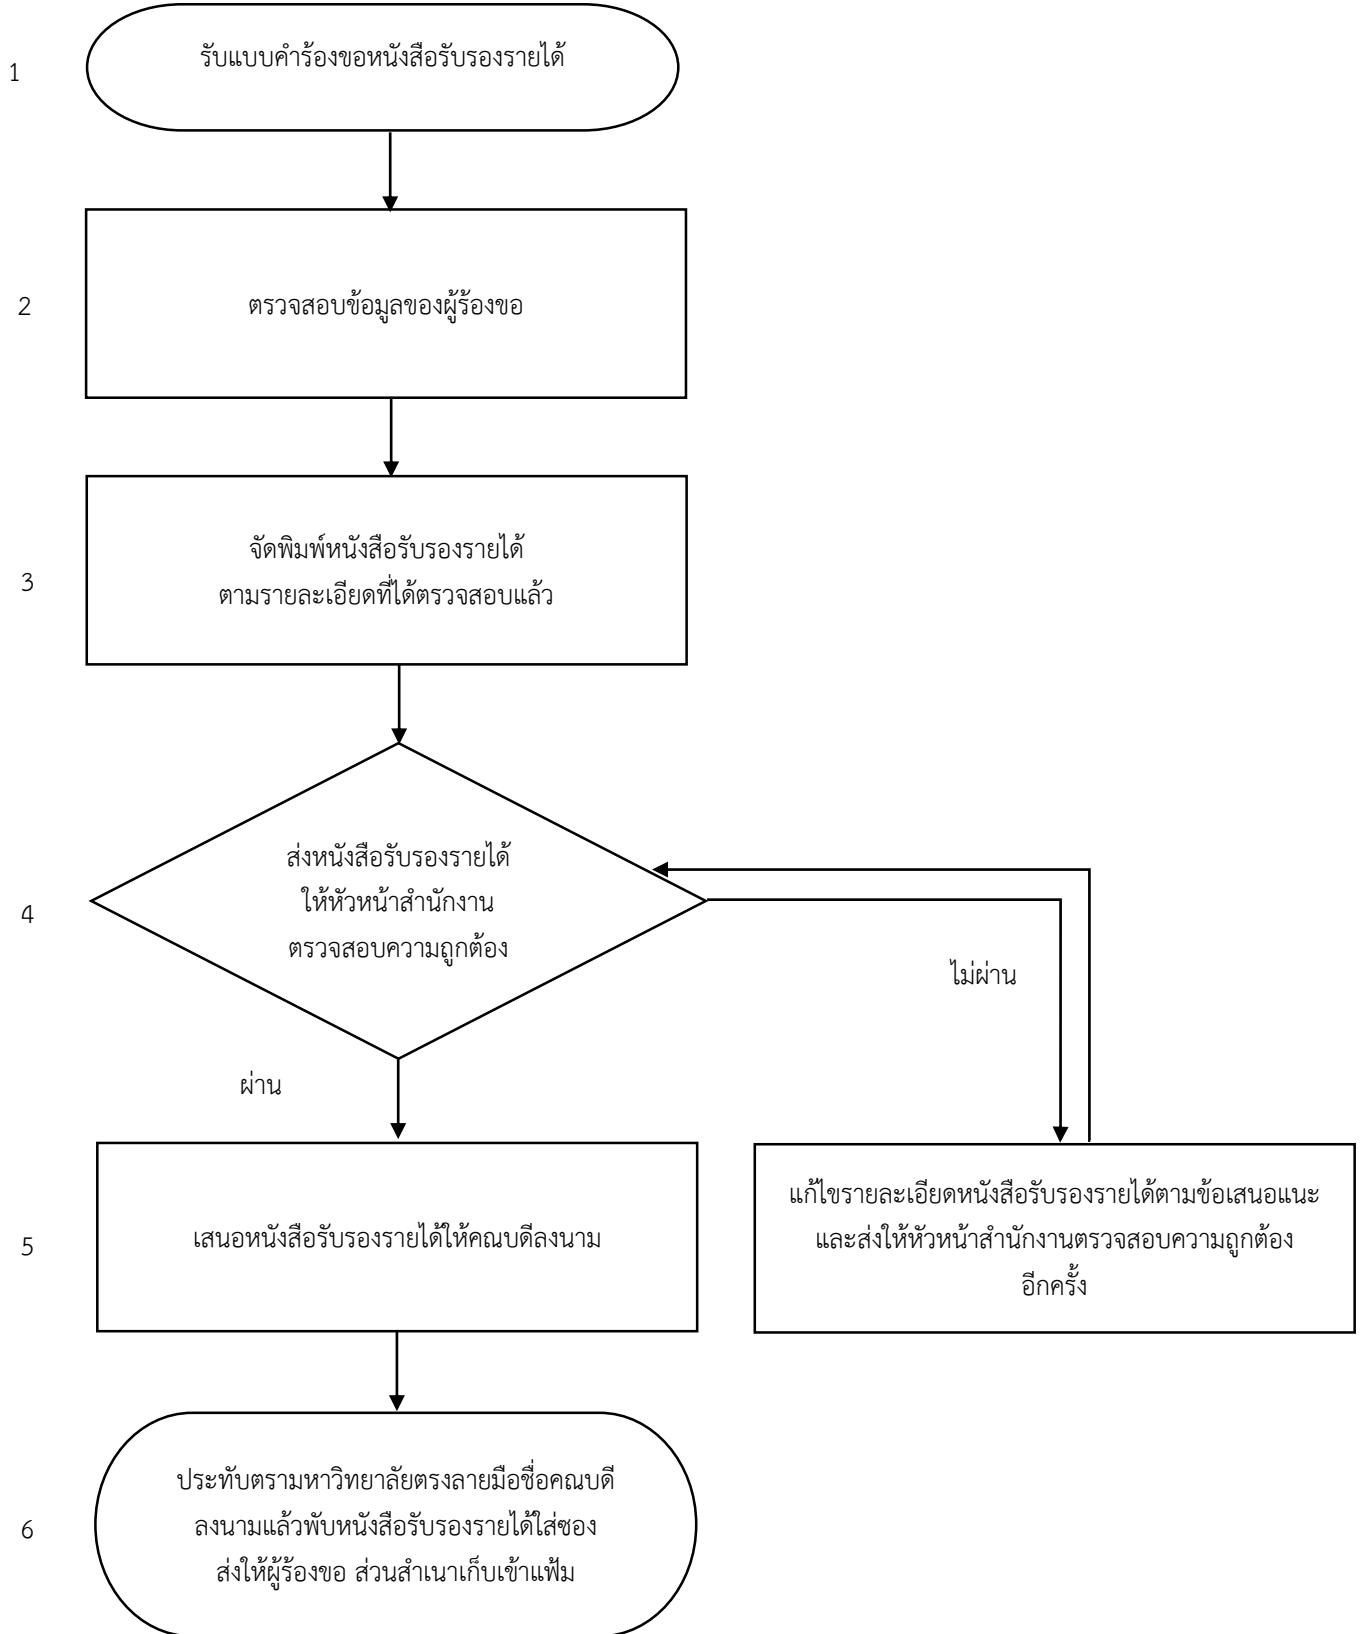 1
รับแบบคำร้องขอหนังสือรับรองรายได้
2
ตรวจสอบข้อมูลของผู้ร้องขอ
3
จัดพิมพ์หนังสือรับรองรายได้
ตามรายละเอียดที่ได้ตรวจสอบแล้ว
4
ส่งหนังสือรับรองรายได้
ให้หัวหน้าสำนักงาน
ตรวจสอบความถูกต้อง
ไม่ผ่าน
ผ่าน
5
เสนอหนังสือรับรองรายได้ให้คณบดีลงนาม
แก้ไขรายละเอียดหนังสือรับรองรายได้ตามข้อเสนอแนะ
และส่งให้หัวหน้าสำนักงานตรวจสอบความถูกต้อง
อีกครั้ง
6
ประทับตรามหาวิทยาลัยตรงลายมือชื่อคณบดี
ลงนามแล้วพับหนังสือรับรองรายได้ใส่ซอง
ส่งให้ผู้ร้องขอ ส่วนสำเนาเก็บเข้าแฟ้ม